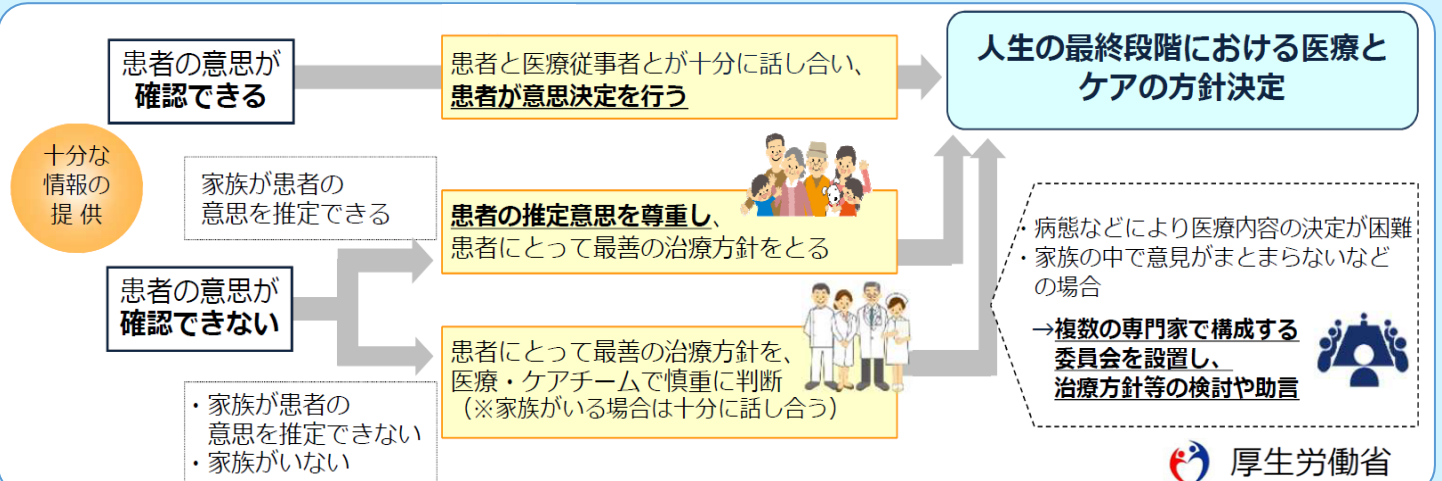 患者の意思が
確認できる
患者と医療従事者とが十分に話し合い、
患者が意思決定を行う
人生の最終段階における医療と
ケアの方針決定
十分な
情報の
提 供
家族が患者の
意思を推定できる
患者の推定意思を尊重し、
患者にとって最善の治療方針をとる
患者の意思が
確認できない
患者にとって最善の治療方針を、
医療・ケアチームで慎重に判断
（※家族がいる場合は十分に話し合う）
・家族が患者の
意思を推定できない
・家族がいない
・病態などにより医療内容の決定が困難
・家族の中で意見がまとまらないなど
の場合
→複数の専門家で構成する
委員会を設置し、
治療方針等の検討や助言
厚生労働省